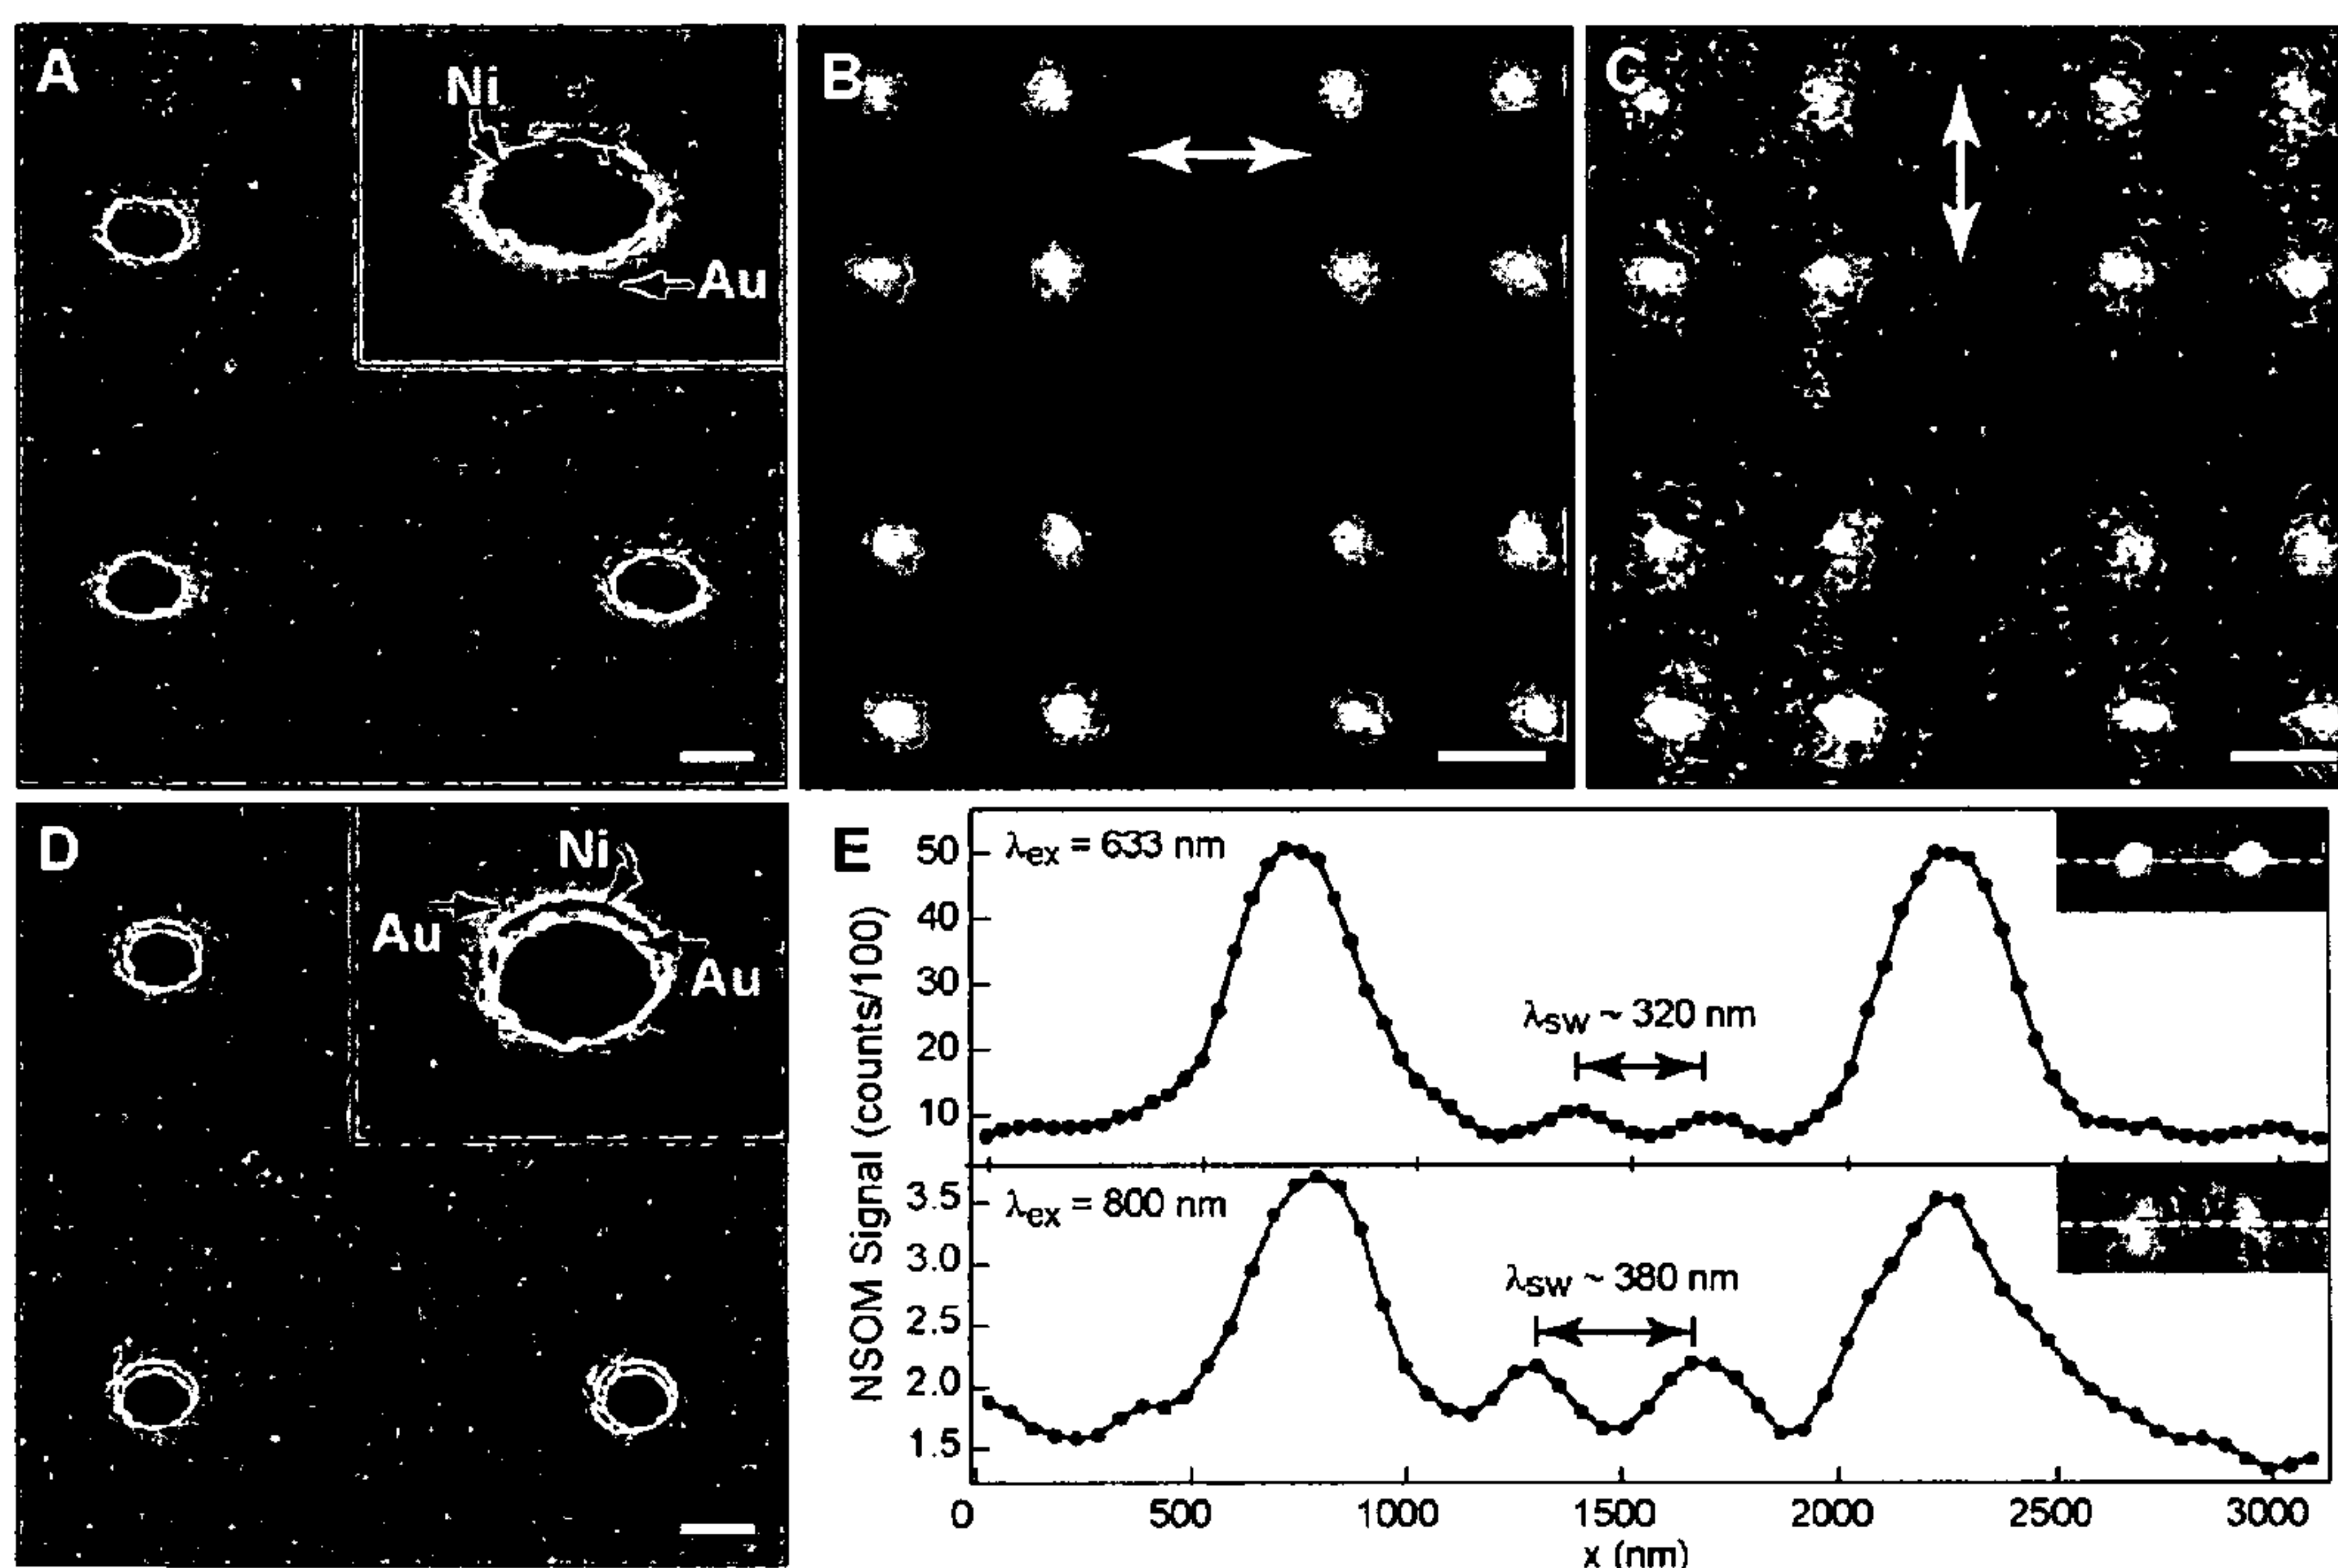 A
Ni
Au
B
C
D
Ni
Au
Au
E
NSOM Signal (counts/100)
λex = 633 nm
50
40
30
20
10
λsw ~ 320 nm
λex = 800 nm
3.5
3.0
2.5
2.0
1.5
λsw ~ 380 nm
0 500 1000 1500 2000 2500 3000
x (nm)